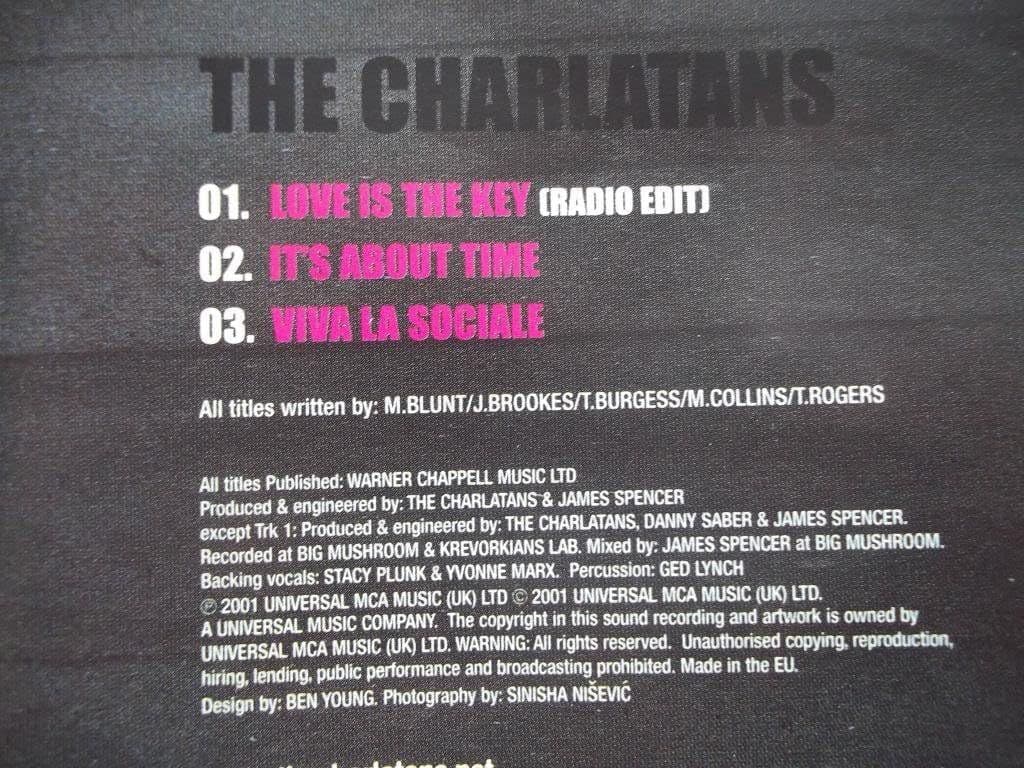 THE CHARLATANS
01. LOVE IS THE KEY (RADIO EDIT)
02. IT'S ABOUT TIME
03. VIVA LA SOCIALE
All titles written by: M.BLUNT/J.BROOKES/T.BURGESS/M.COLLINS/T.ROGERS
All titles Published: WARNER CHAPPELL MUSIC LTD
Produced & engineered by: THE CHARLATANS & JAMES SPENCER
except Trk 1: Produced & engineered by: THE CHARLATANS, DANNY SABER & JAMES SPENCER.
Recorded at BIG MUSHROOM & KREVORKIANS LAB. Mixed by: JAMES SPENCER at BIG MUSHROOM.
Backing vocals: STACY PLUNK & YVONNE MARX. Percussion: GED LYNCH
℗ 2001 UNIVERSAL MCA MUSIC (UK) LTD © 2001 UNIVERSAL MCA MUSIC (UK) LTD.
A UNIVERSAL MUSIC COMPANY. The copyright in this sound recording and artwork is owned by
UNIVERSAL MCA MUSIC (UK) LTD. WARNING: All rights reserved. Unauthorised copying, reproduction,
hiring, lending, public performance and broadcasting prohibited. Made in the EU.
Design by: BEN YOUNG. Photography by: SINISHA NIŠEVIĆ